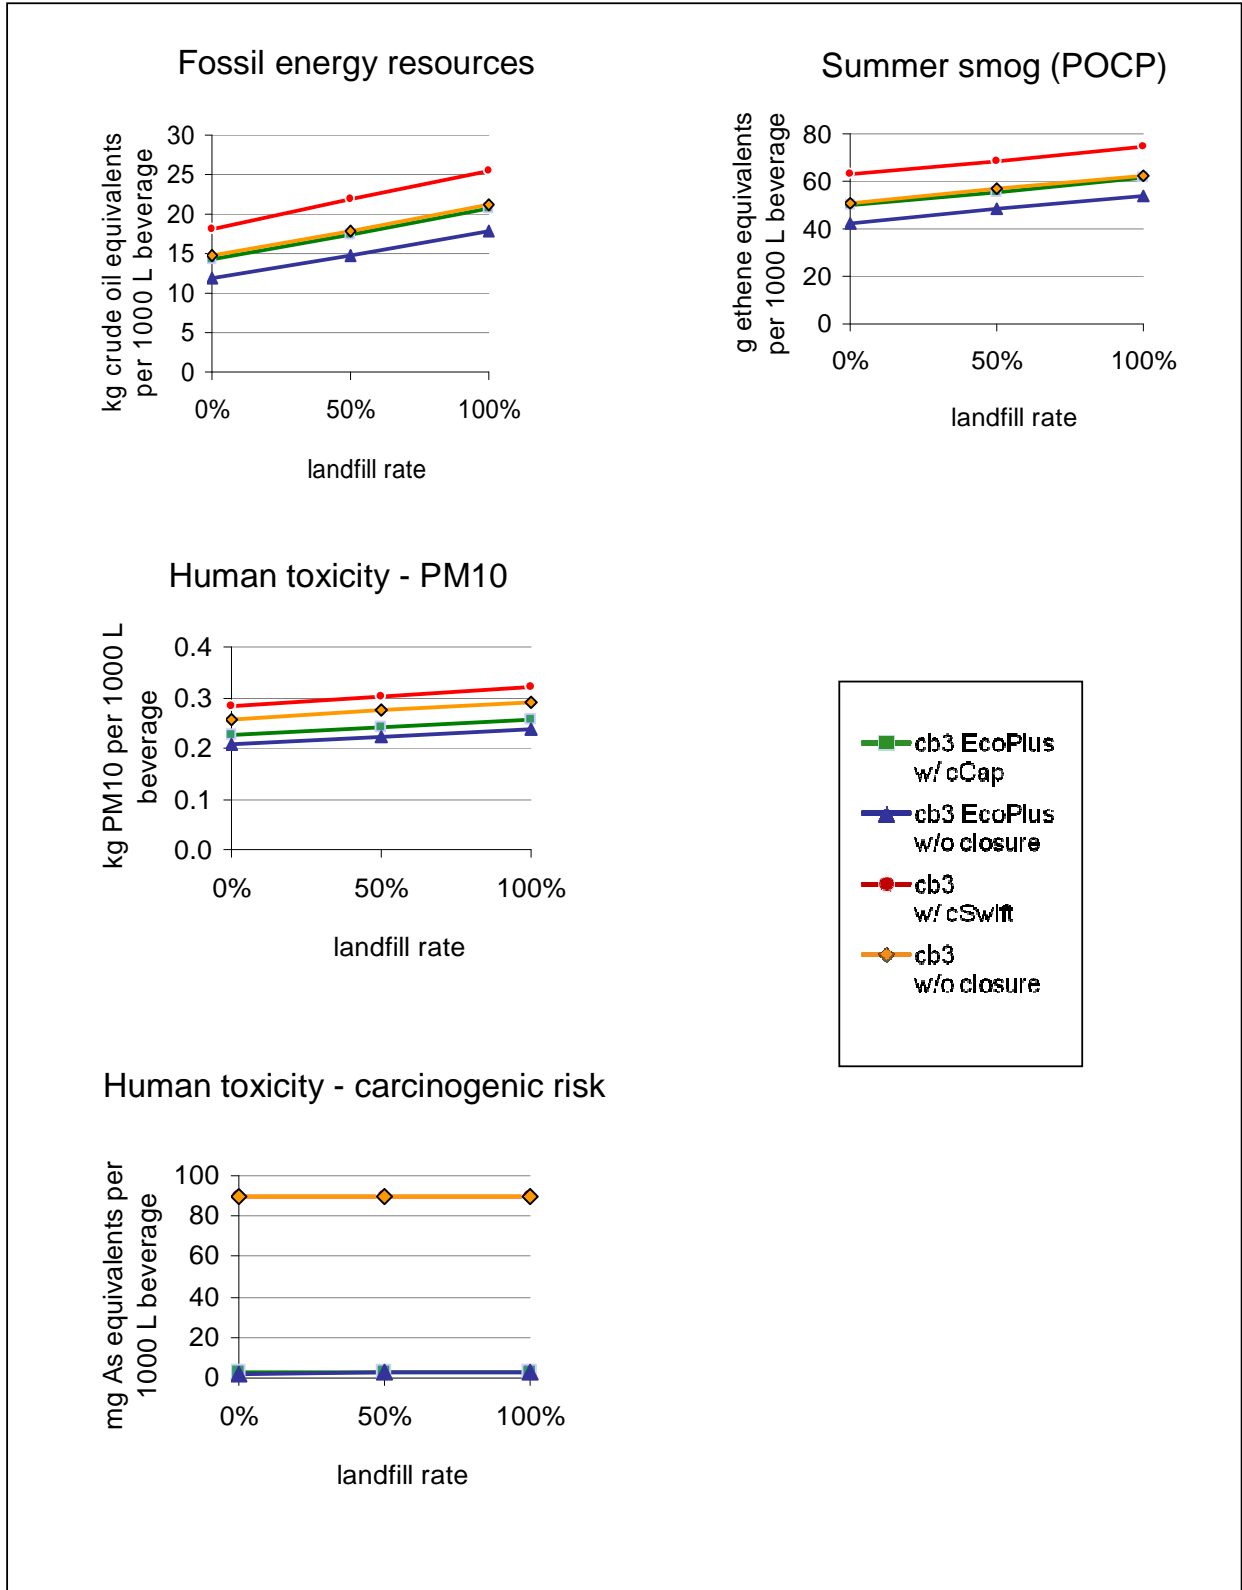 Fossil energy resources
kg crude oil equivalents
per 1000 L beverage
30
25
20
15
10
5
0
0%
50%
100%
landfill rate
Summer smog (POCP)
g ethene equivalents
per 1000 L beverage
80
60
40
20
0
0%
50%
100%
landfill rate
Human toxicity - PM10
kg PM10 per 1000 L
beverage
0.4
0.3
0.2
0.1
0.0
0%
50%
100%
landfill rate
cb3 EcoPlus
w/ cCap
cb3 EcoPlus
w/o closure
cb3
w/ cSwift
cb3
w/o closure
Human toxicity - carcinogenic risk
mg As equivalents per
1000 L beverage
100
80
60
40
20
0
0%
50%
100%
landfill rate